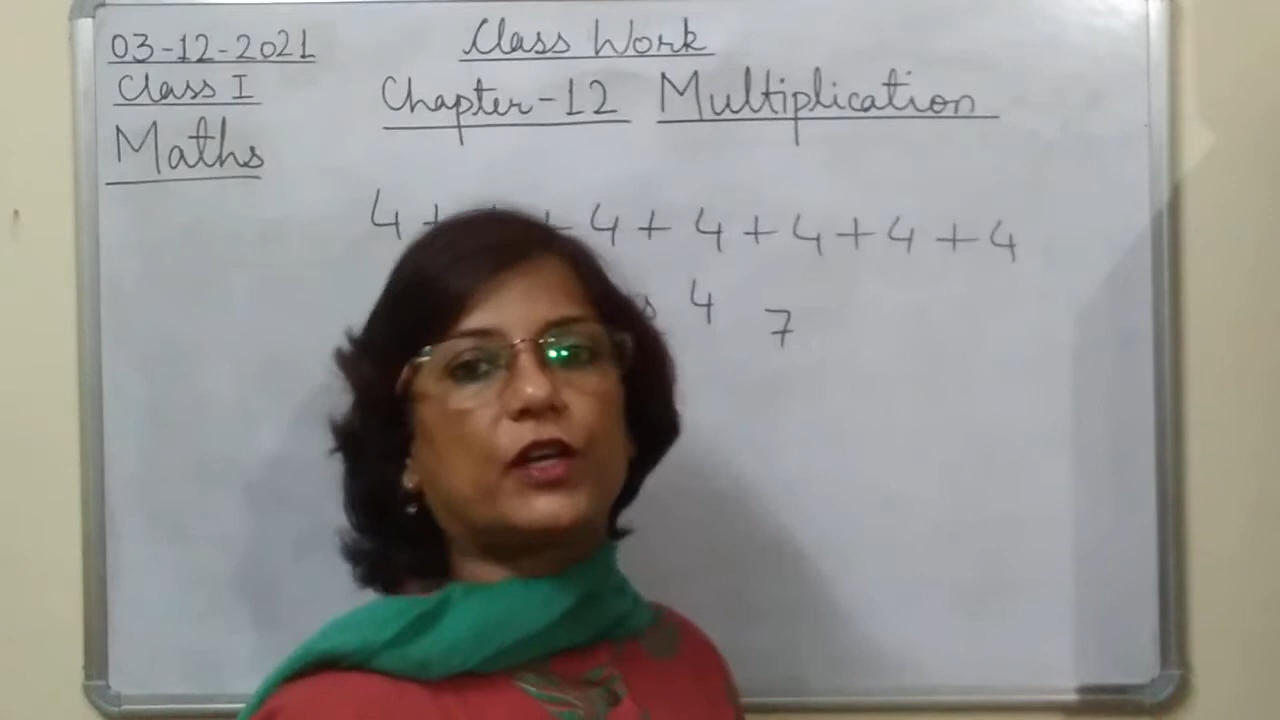 03-12-2021
Class I
Maths
Class Work
Chapter-12 Multiplication
4 + + 4 + 4 + 4 + 4 + 4
4 7